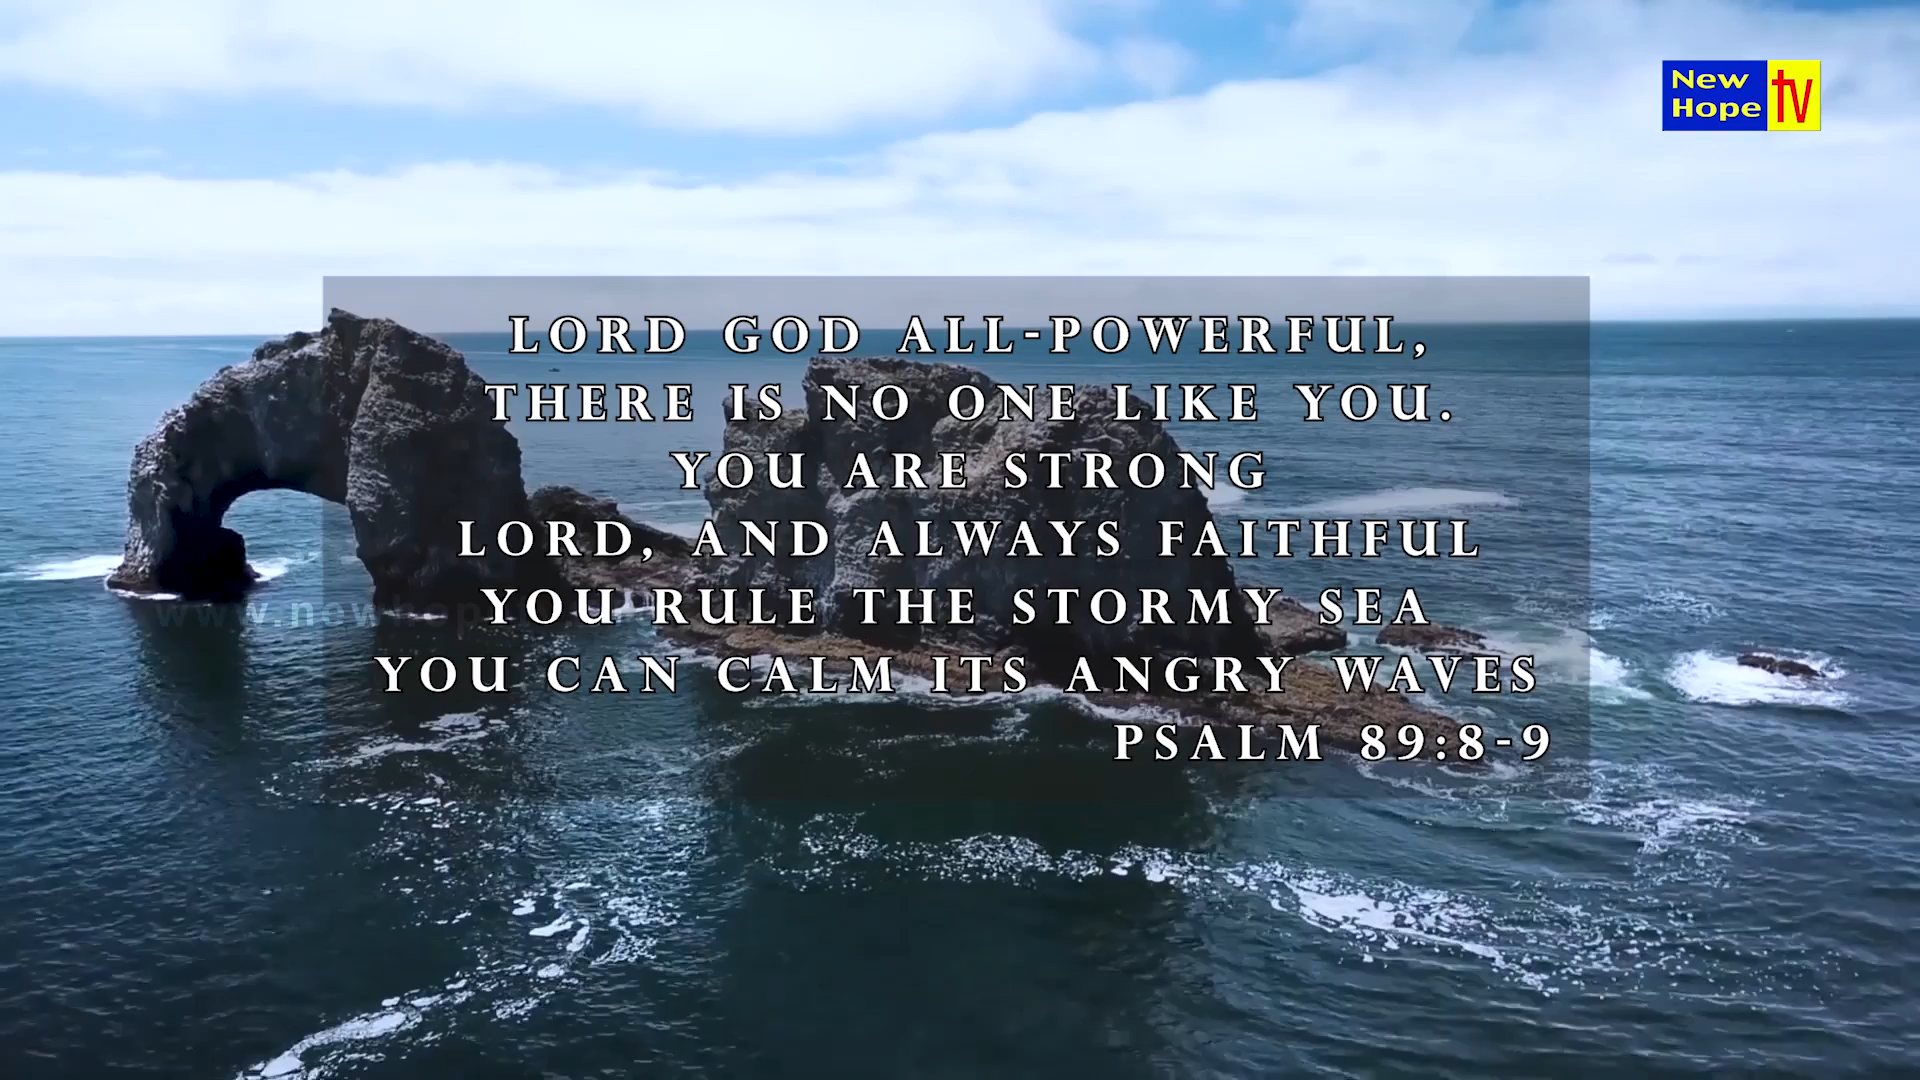 New Hope tv
LORD GOD ALL-POWERFUL,
THERE IS NO ONE LIKE YOU.
YOU ARE STRONG
LORD, AND ALWAYS FAITHFUL
YOU RULE THE STORMY SEA
YOU CAN CALM ITS ANGRY WAVES
PSALM 89:8-9